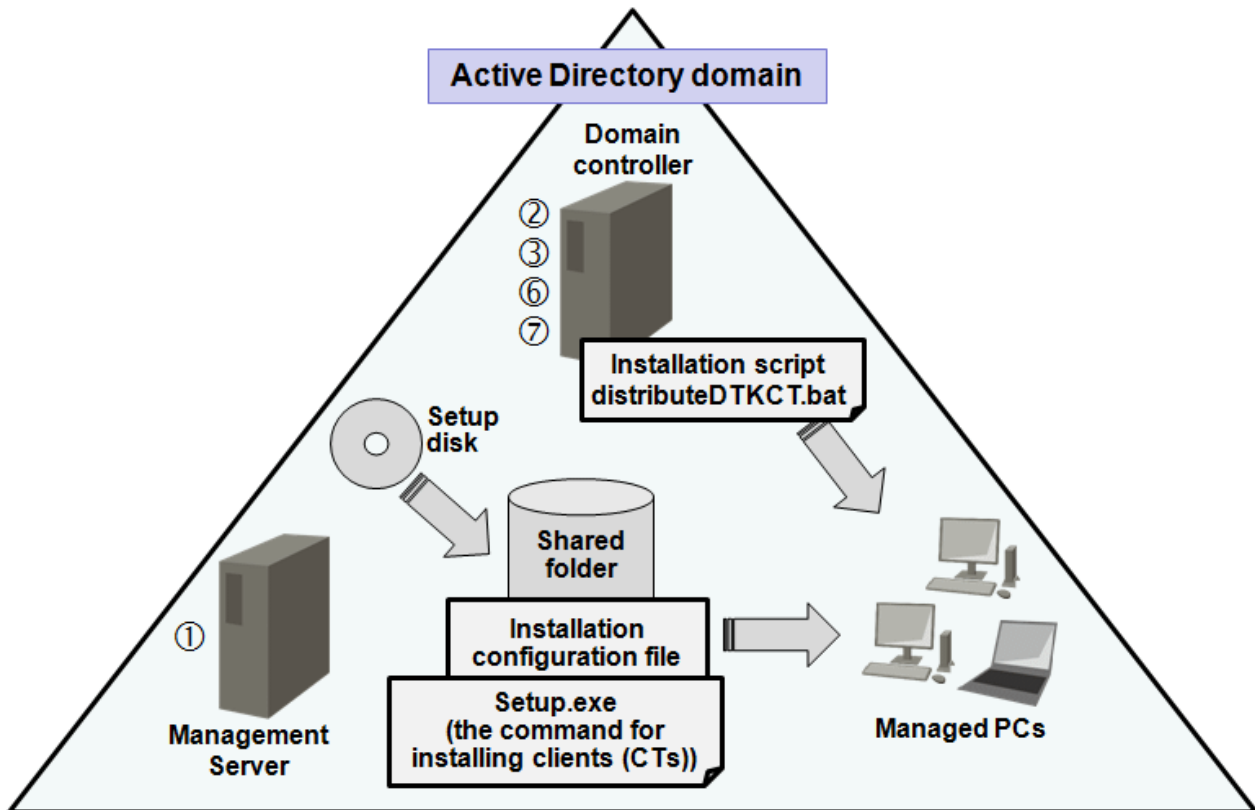 Active Directory domain
Domain
controller
②
③
⑥
⑦
Installation script
distributeDTKCT.bat
Setup
disk
Shared
folder
①
Installation
configuration file
Setup.exe
(the command for
installing clients (CTs))
Management
Server
Managed PCs